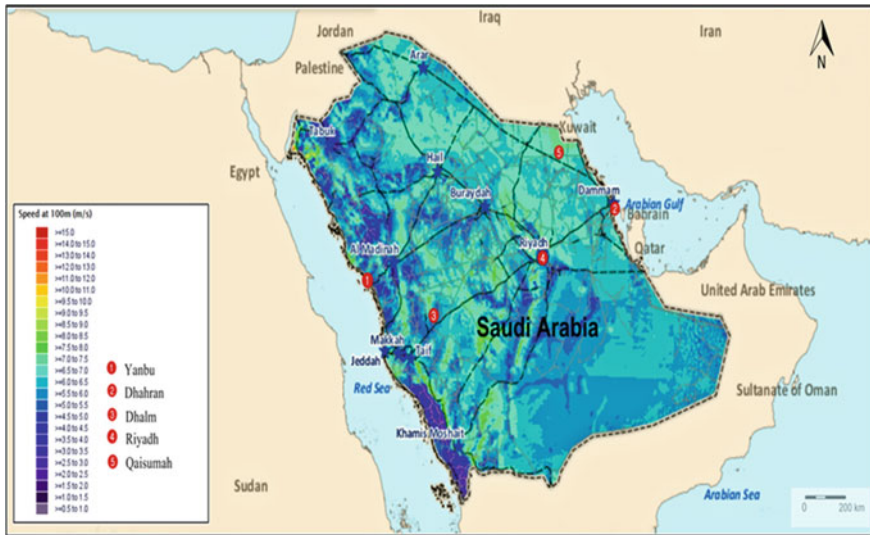 Iraq
Jordan
Iran
Palestine
Arar
N
Kuwait
Tabuk
5
Egypt
Hail
Dammam
Buraydah
2
Arabian Gulf
Bahrain
Speed at 100m (m/s)
Riyadh
Qatar
Al Madinah
4
1
United Arab Emirates
3
Saudi Arabia
Makkah
Taif
Jeddah
Red Sea
Sultanate of Oman
Khamis Moshait
Sudan
Arabian Sea
0 200 km
>=15.0
>=14.0 to 15.0
>=13.0 to 14.0
>=12.0 to 13.0
>=11.0 to 12.0
>=10.0 to 11.0
>=9.5 to 10.0
>=9.0 to 9.5
>=8.5 to 9.0
>=8.0 to 8.5
>=7.5 to 8.0
>=7.0 to 7.5
>=6.5 to 7.0
>=6.0 to 6.5
>=5.5 to 6.0
>=5.0 to 5.5
>=4.5 to 5.0
>=4.0 to 4.5
>=3.5 to 4.0
>=3.0 to 3.5
>=2.5 to 3.0
>=2.0 to 2.5
>=1.5 to 2.0
>=1.0 to 1.5
>=0.5 to 1.0
1 Yanbu
2 Dhahran
3 Dhalm
4 Riyadh
5 Qaisumah